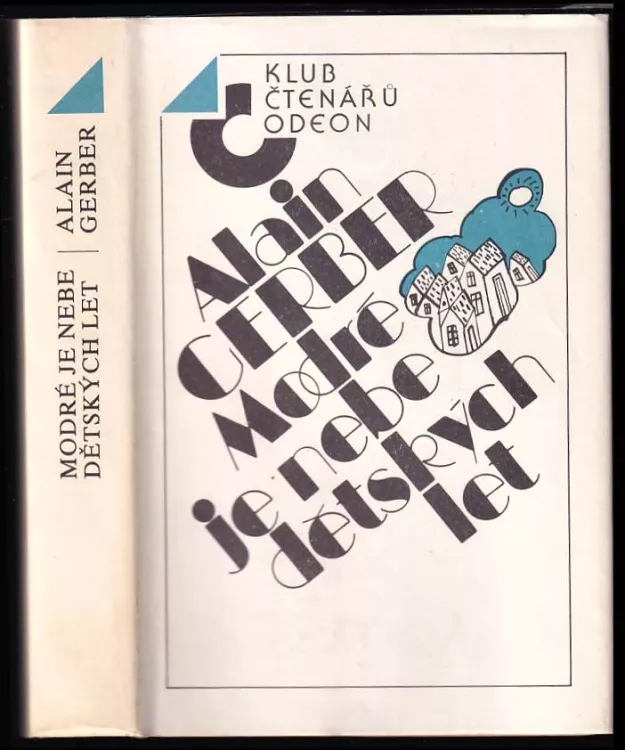 MODRÉ JE NEBE
DĚTSKÝCH LET
ALAIN
GERBER
KLUB
ČTENÁŘŮ
ODEON
Alain
GERBER
Modré
je nebe
dětských
let